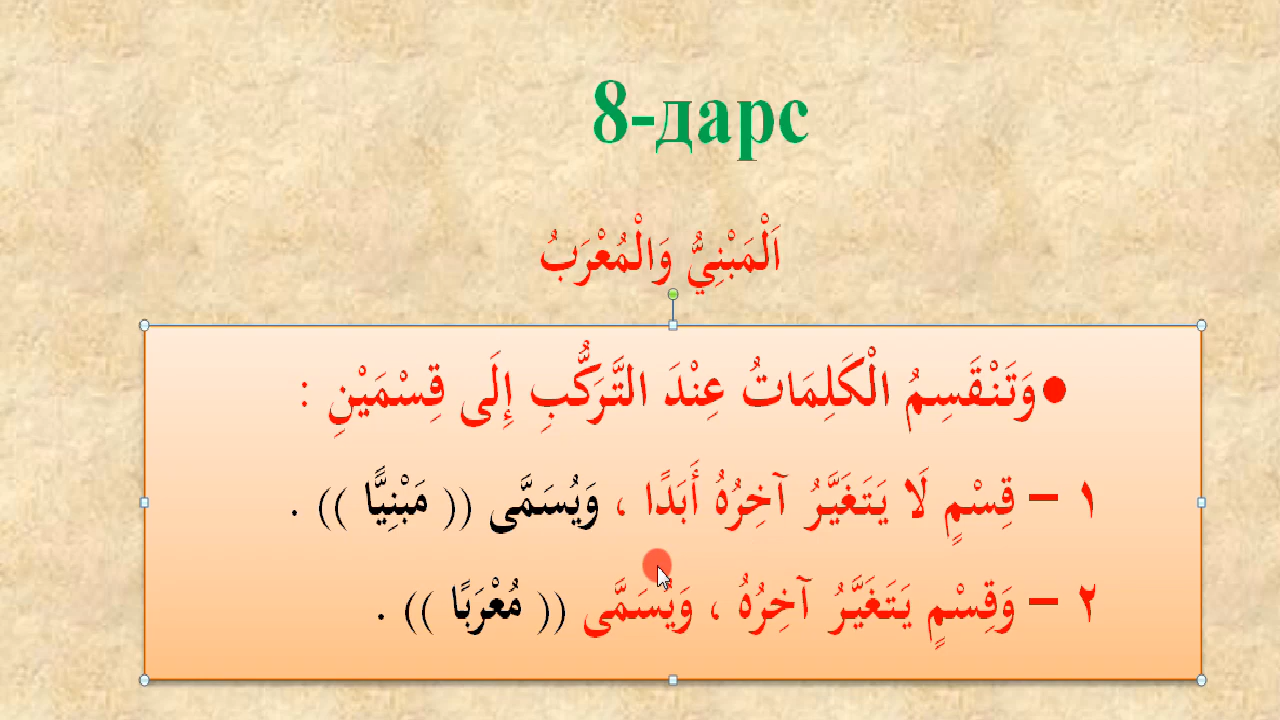 8-дарс
اَلْمَبْنِيُّ وَالْمُعْرَبُ
●وَتَنْقَسِمُ الْكَلِمَاتُ عِنْدَ التَّرَكُّبِ إِلَى قِسْمَيْنِ :
١ – قِسْمٍ لَا يَتَغَيَّرُ آخِرُهُ أَبَدًا ، وَيُسَمَّى (( مَبْنِيًّا )) .
٢ – وَقِسْمٍ يَتَغَيَّرُ آخِرُهُ ، وَيُسَمَّى (( مُعْرَبًا )) .